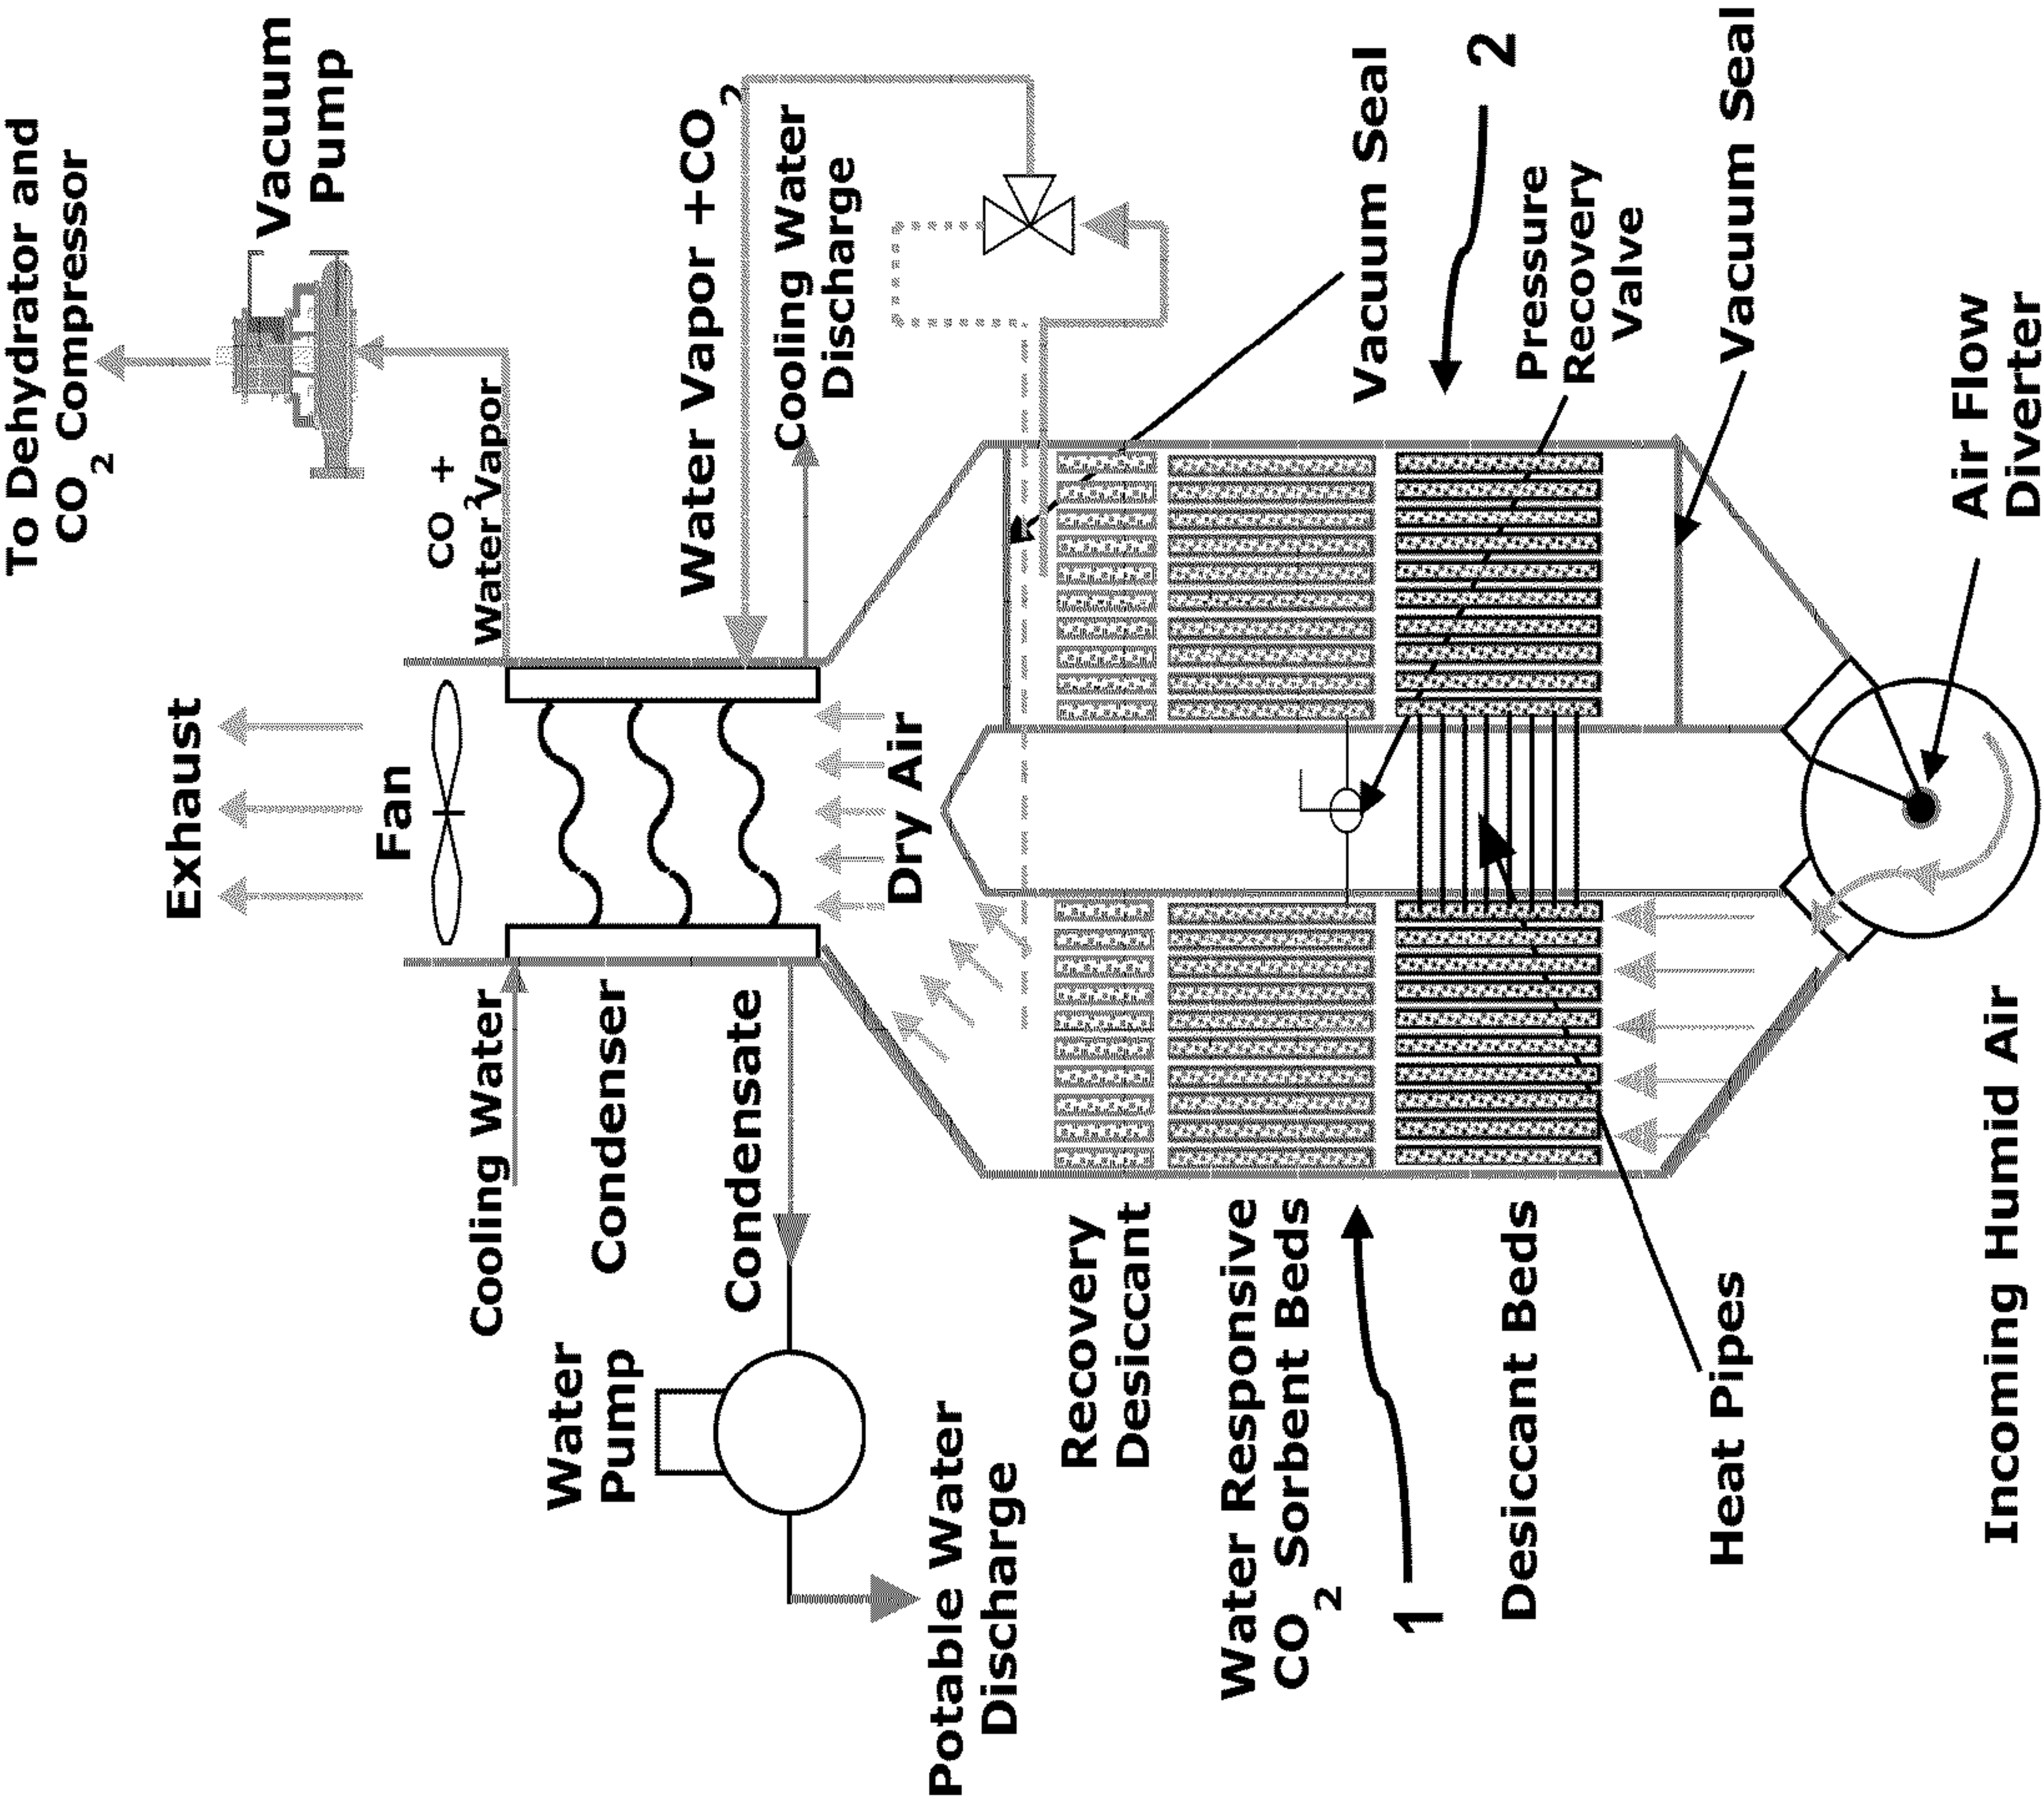 To Dehydrator and
CO2 Compressor
Vacuum
Pump
CO2 +
Water Vapor
Exhaust
Fan
Water Vapor +CO2
Cooling Water
Discharge
Cooling Water
Condenser
Condensate
Dry Air
Water
Pump
Potable Water
Discharge
Recovery
Desiccant
Water Responsive
CO2 Sorbent Beds
1
Desiccant Beds
Heat Pipes
Vacuum Seal
2
Pressure
Recovery
Valve
Vacuum Seal
Air Flow
Diverter
Incoming Humid Air